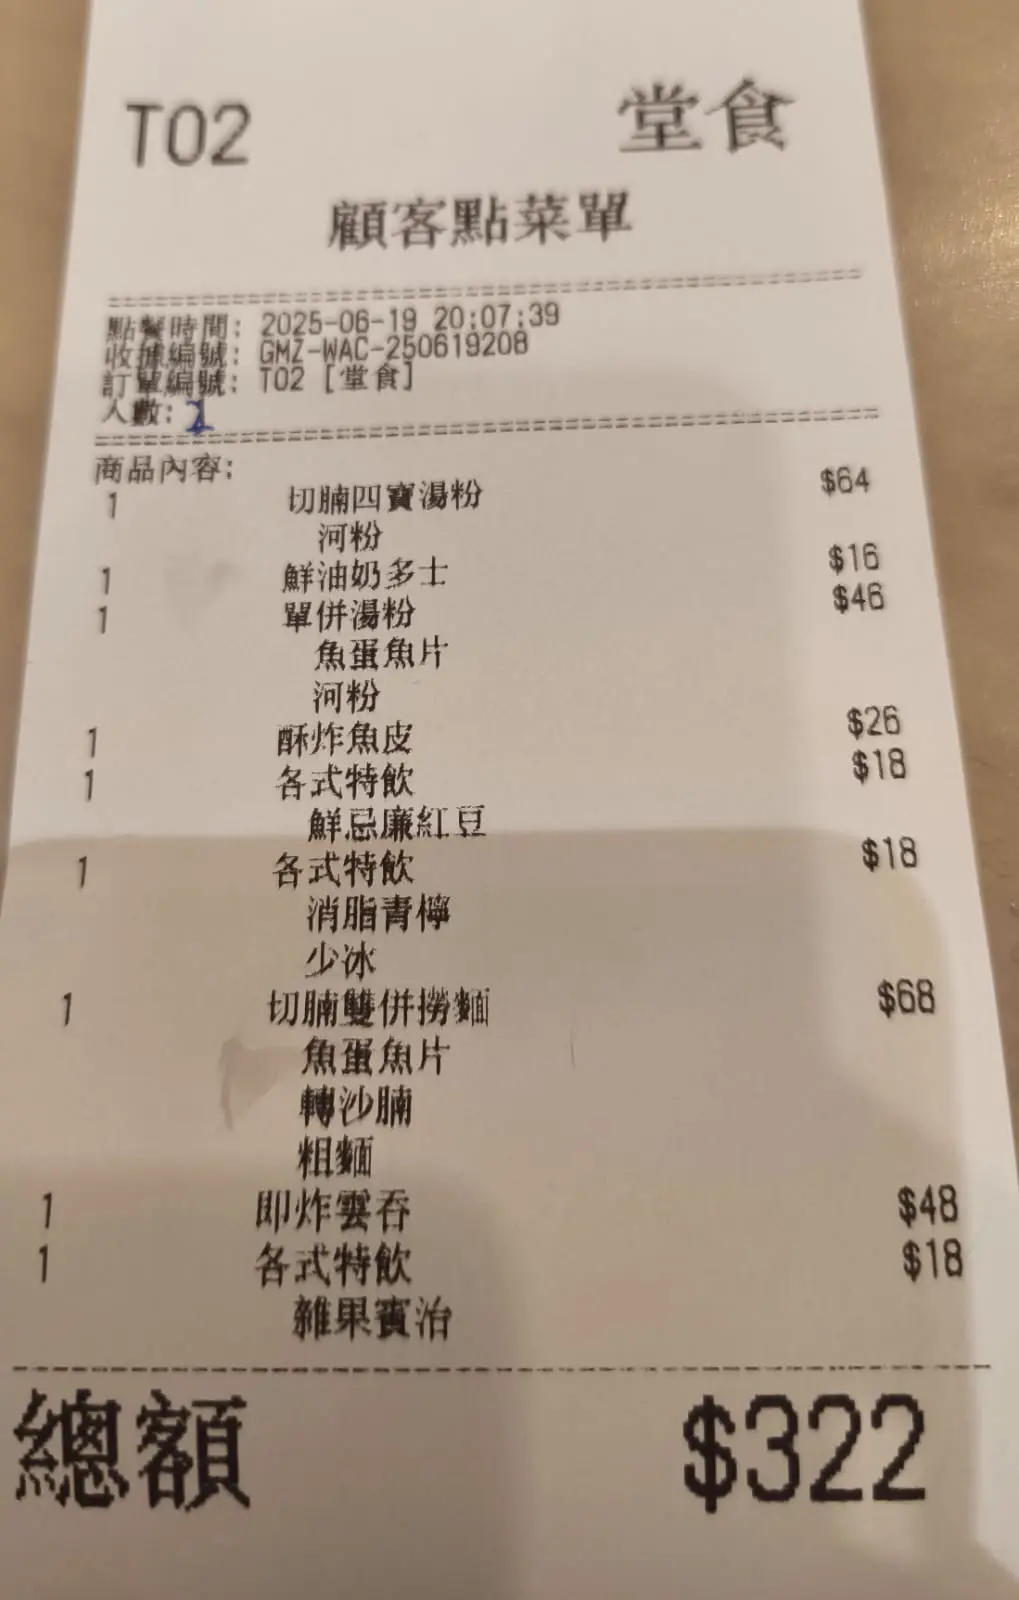 T02 堂食
顧客點菜單
點餐時間: 2025-06-19 20:07:39
收據編號: GMZ-WAC-250619208
訂單編號: T02 [堂食]
人數:
商品內容:
1 切腩四寶湯粉 $64
河粉
1 鮮油奶多士 $16
1 單併湯粉 $46
魚蛋魚片
河粉
1 酥炸魚皮 $26
1 各式特飲 $18
鮮忌廉紅豆
1 各式特飲 $18
消脂青檸
少冰
1 切腩雙併撈麵 $68
魚蛋魚片
轉沙腩
粗麵
1 即炸雲吞 $48
1 各式特飲 $18
雜果賓治
總額 $322